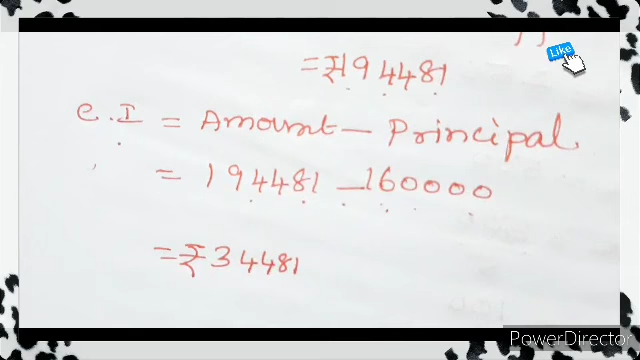 Like
= ₹194481
C.I = Amount – Principal
= 194481 – 160000
= ₹34481
PowerDirector